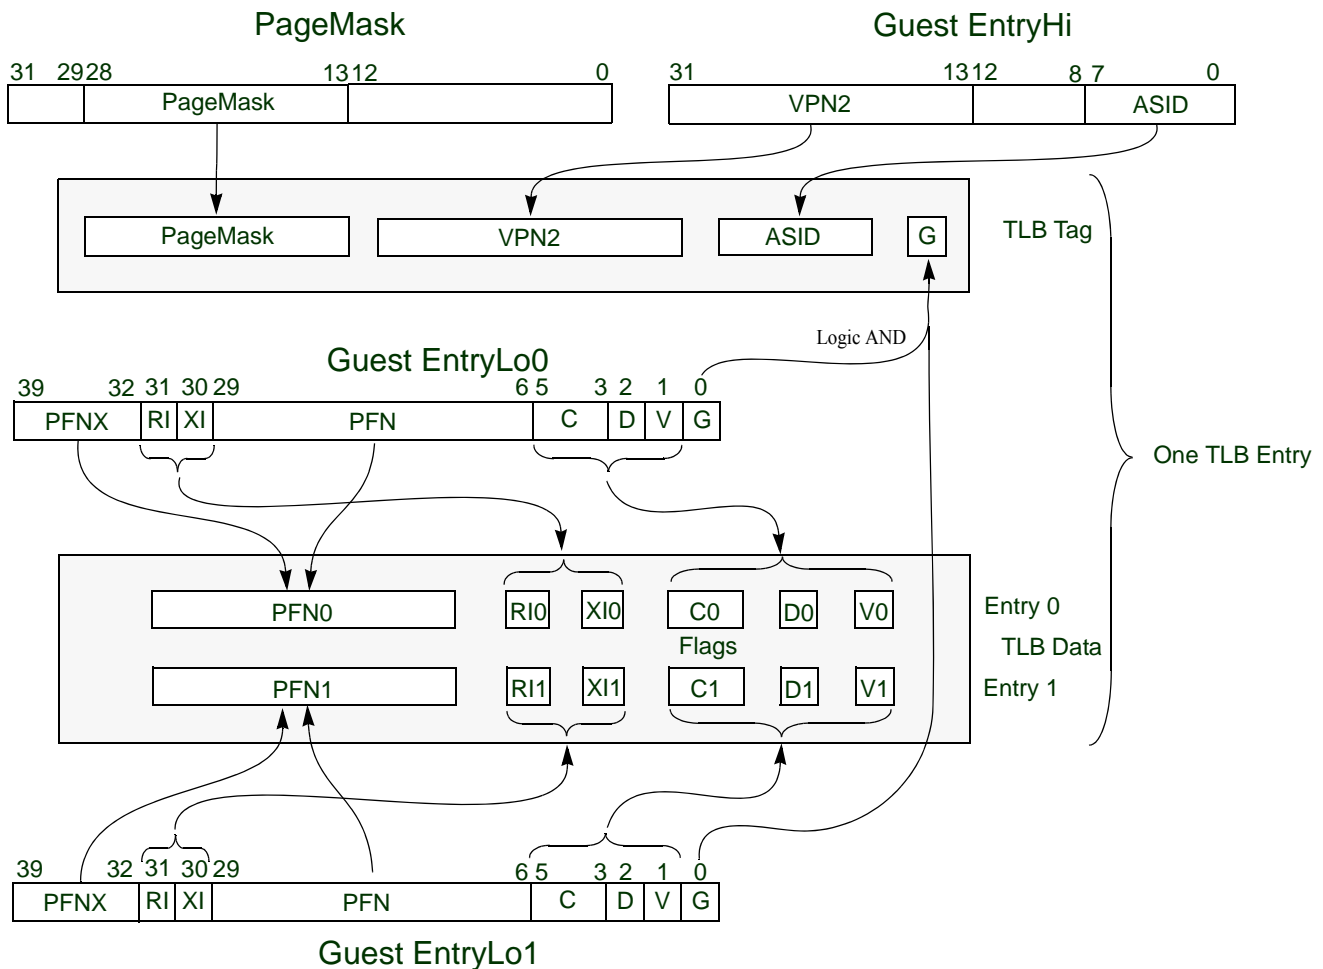 PageMask Guest EntryHi
31 29 28 13 12 0 31 13 12 8 7 0
PageMask VPN2 ASID
PageMask VPN2 ASID G TLB Tag
Logic AND
Guest EntryLo0
39 32 31 30 29 6 5 3 2 1 0
PFNX RI XI PFN C D V G
One TLB Entry
PFN0 RI0 XI0 C0 D0 V0 Entry 0
Flags TLB Data
PFN1 RI1 XI1 C1 D1 V1 Entry 1
39 32 31 30 29 6 5 3 2 1 0
PFNX RI XI PFN C D V G
Guest EntryLo1